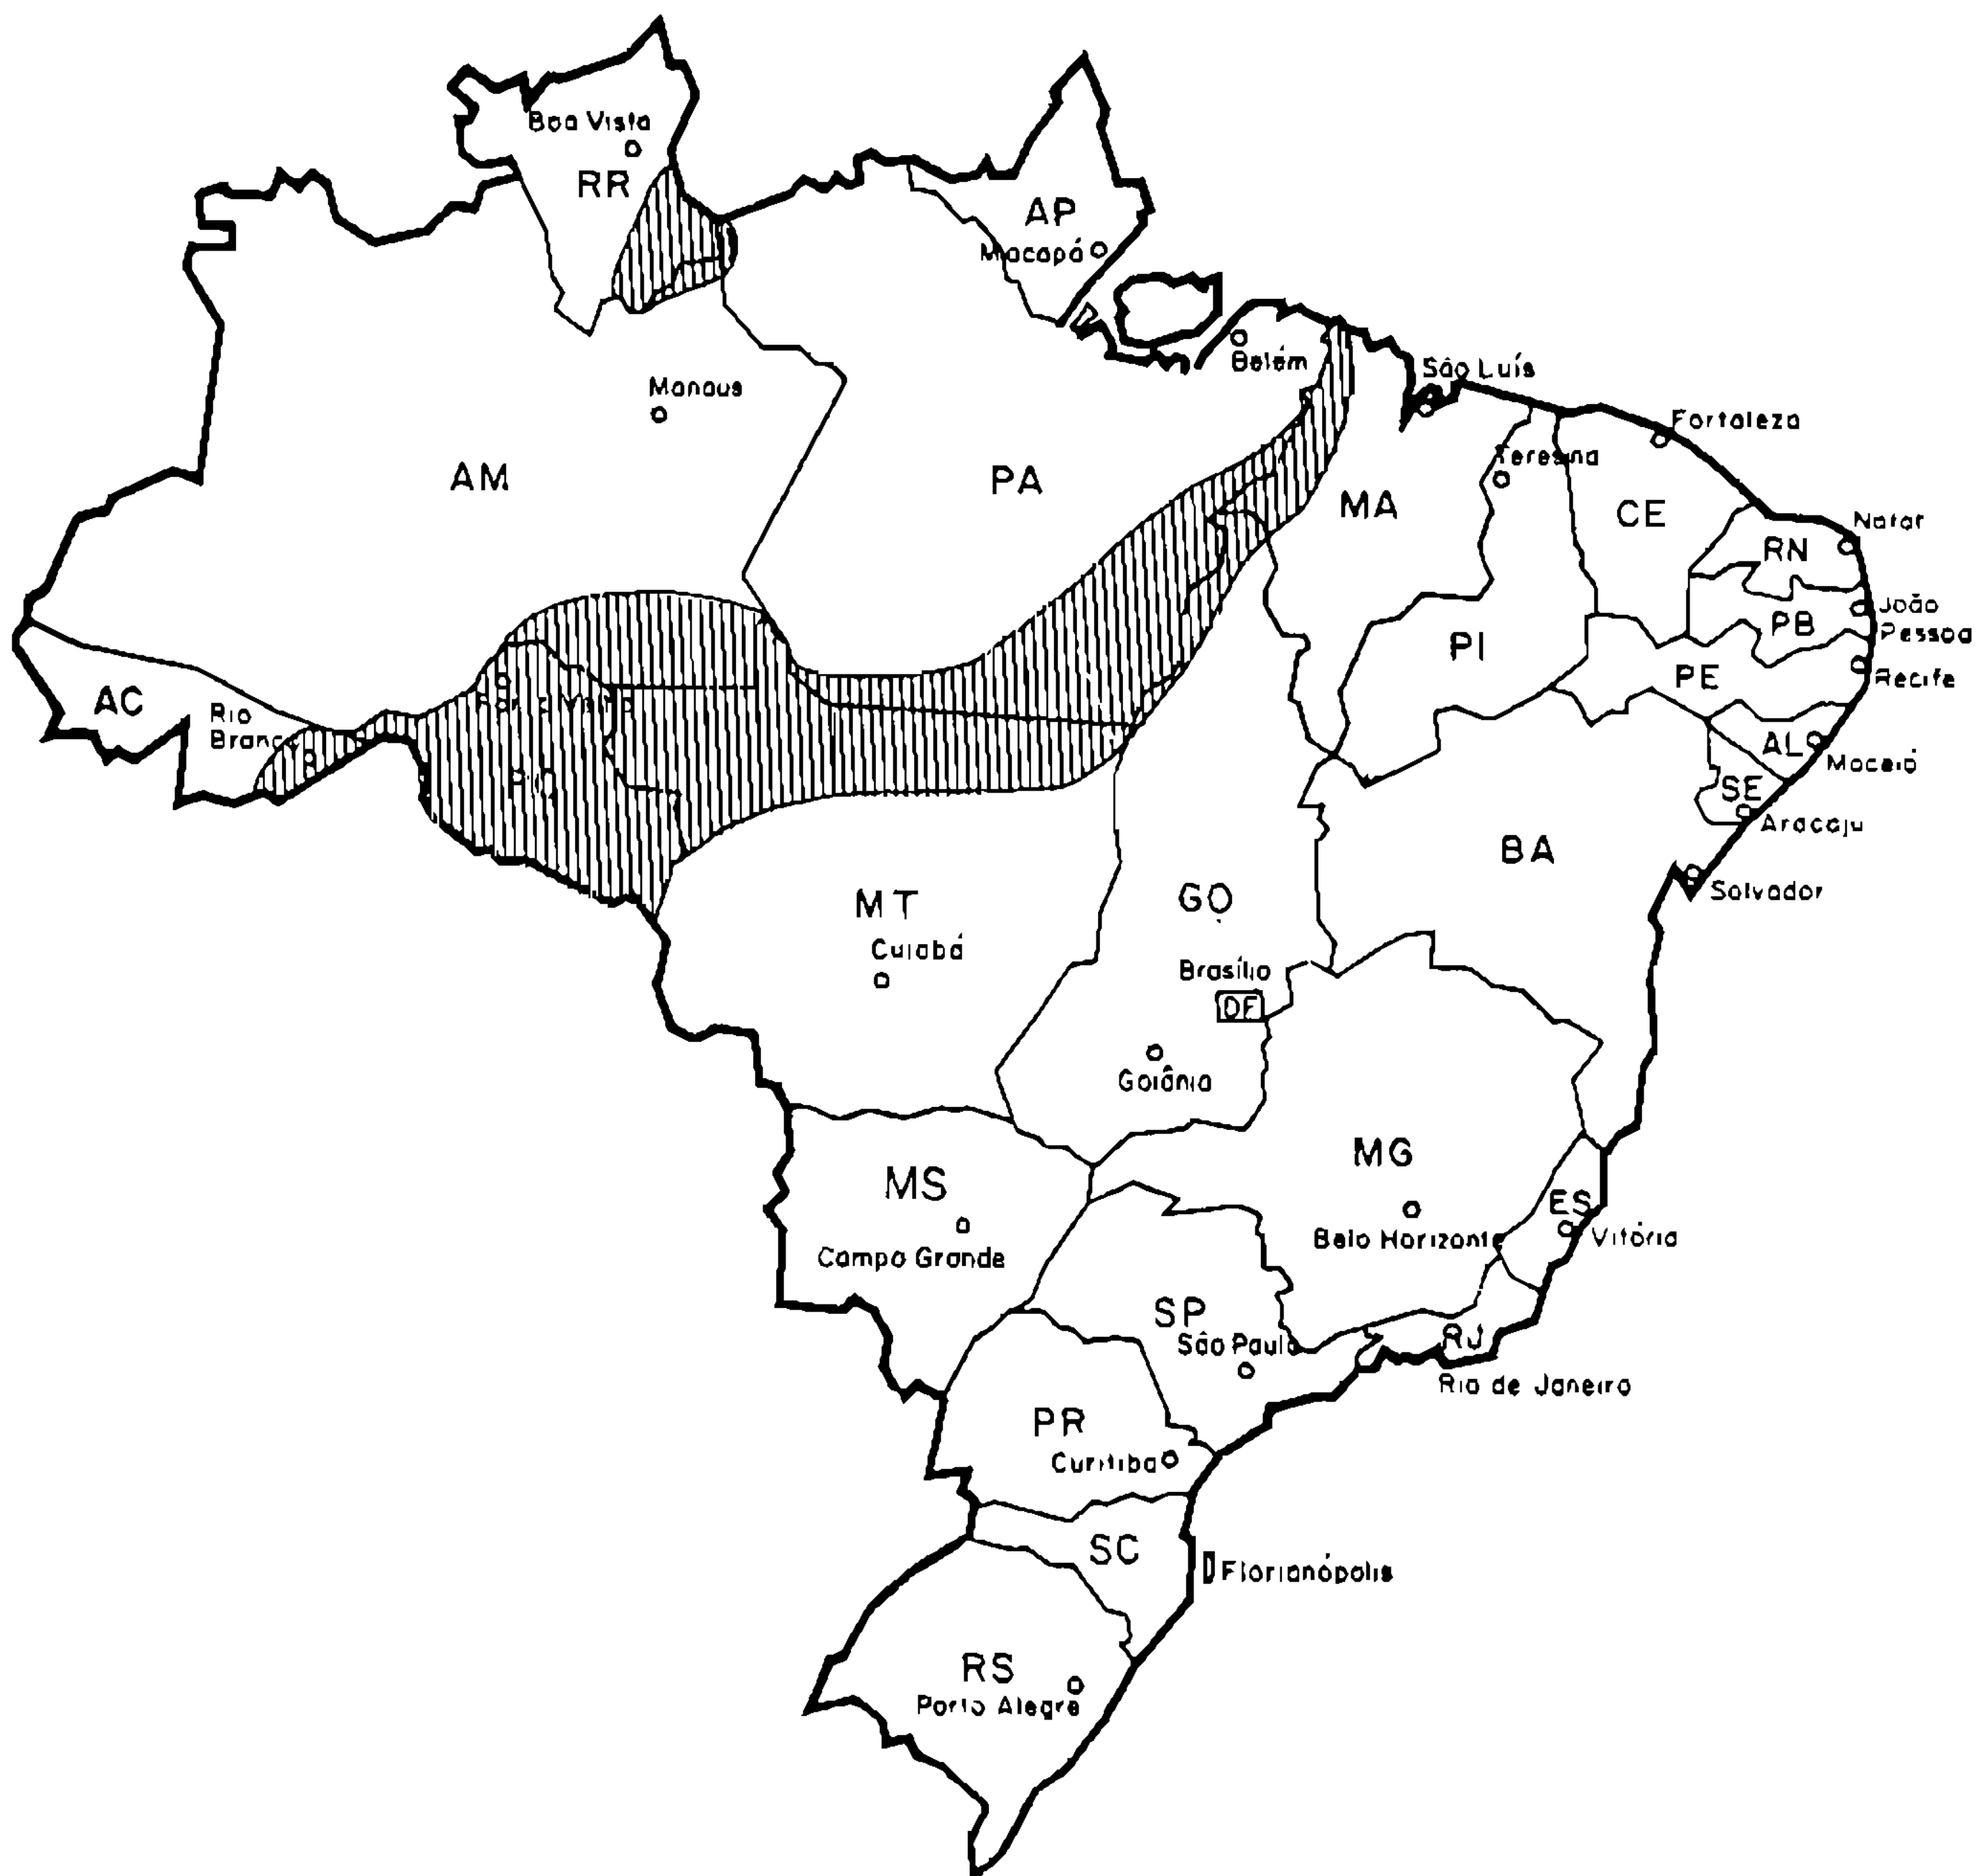 Boa Vista
RR
AP
Macapá
Belém
São Luís
Manaus
Fortaleza
Teresina
AM
PA
MA
CE
Natal
RN
João
Pessoa
PB
PI
PE
Recife
AC
Rio
Branco
AL
Maceió
SE
Aracaju
BA
Salvador
MT
GO
Cuiabá
Brasília
DF
Goiânia
MG
MS
ES
Belo Horizonte
Vitória
Campo Grande
SP
São Paulo
RJ
Rio de Janeiro
PR
Curitiba
SC
Florianópolis
RS
Porto Alegre